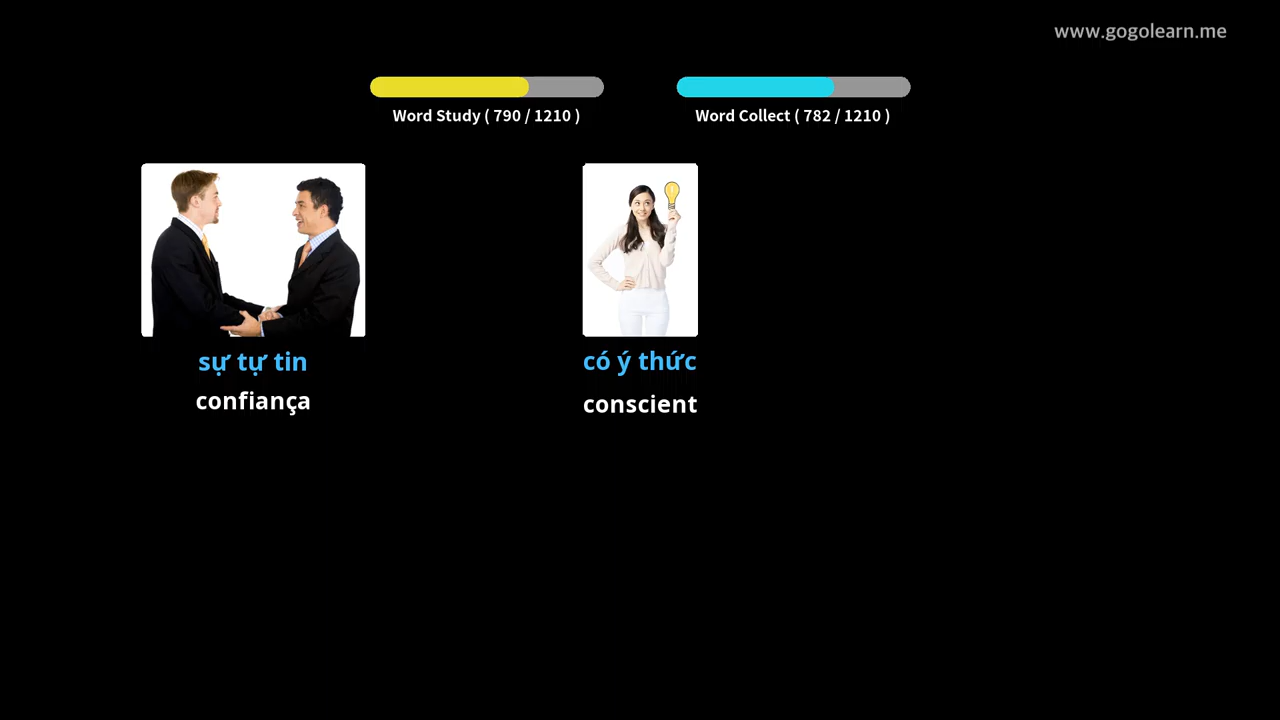 www.gogolearn.me
Word Study ( 790 / 1210 )
Word Collect ( 782 / 1210 )
sự tự tin
confiança
có ý thức
conscient